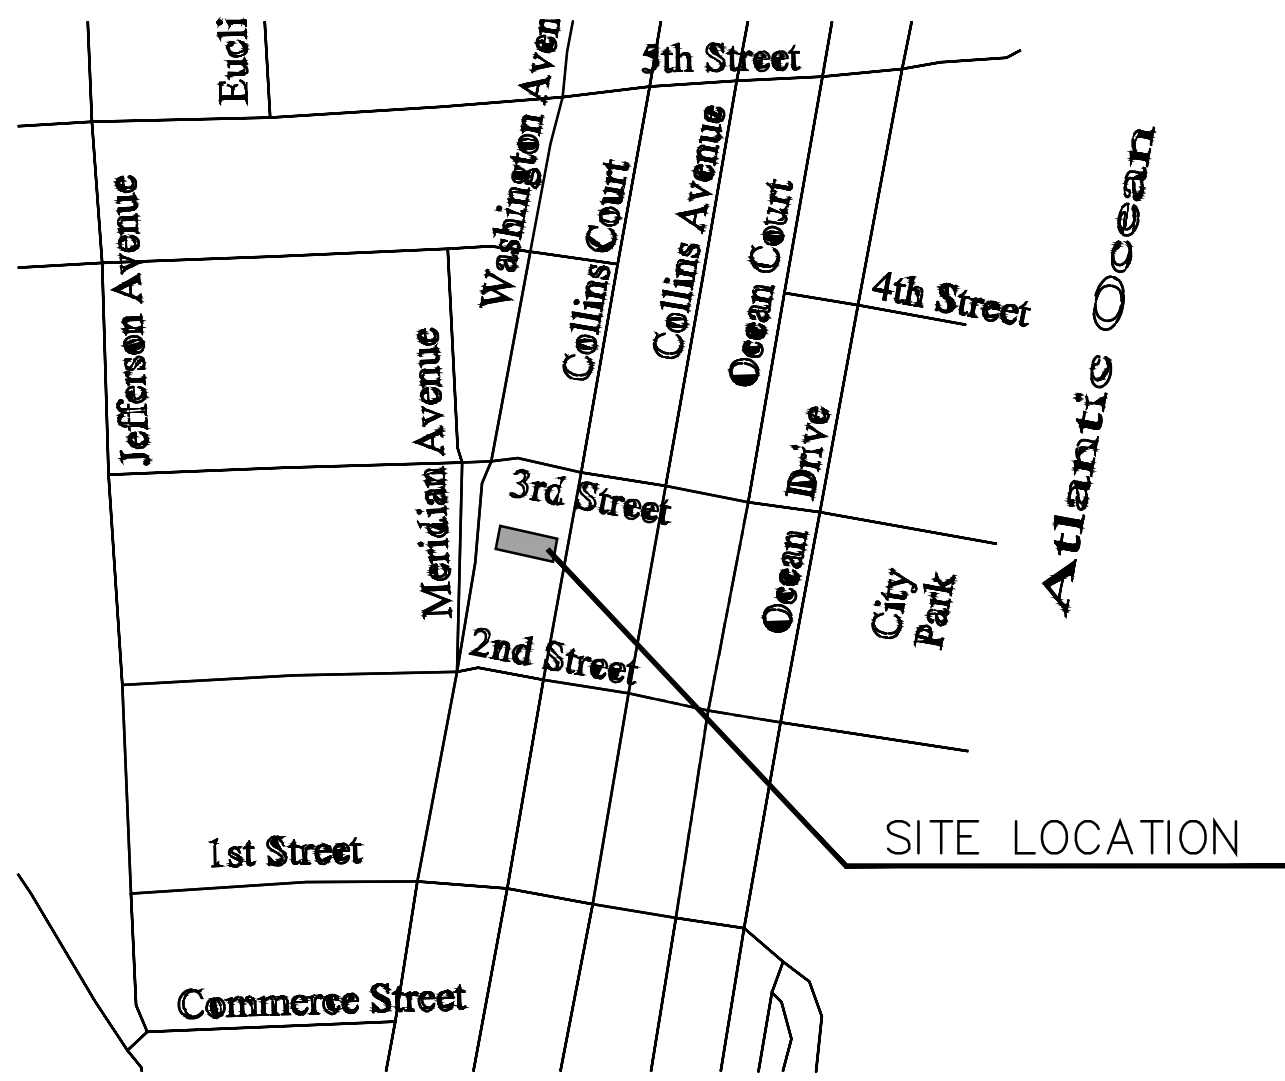 Eucli
Washington Aven
5th Street
Jefferson Avenue
Meridian Avenue
Collins Court
Collins Avenue
Ocean Court
4th Street
Atlantic Ocean
Ocean Drive
3rd Street
City
Park
2nd Street
SITE LOCATION
1st Street
Commerce Street